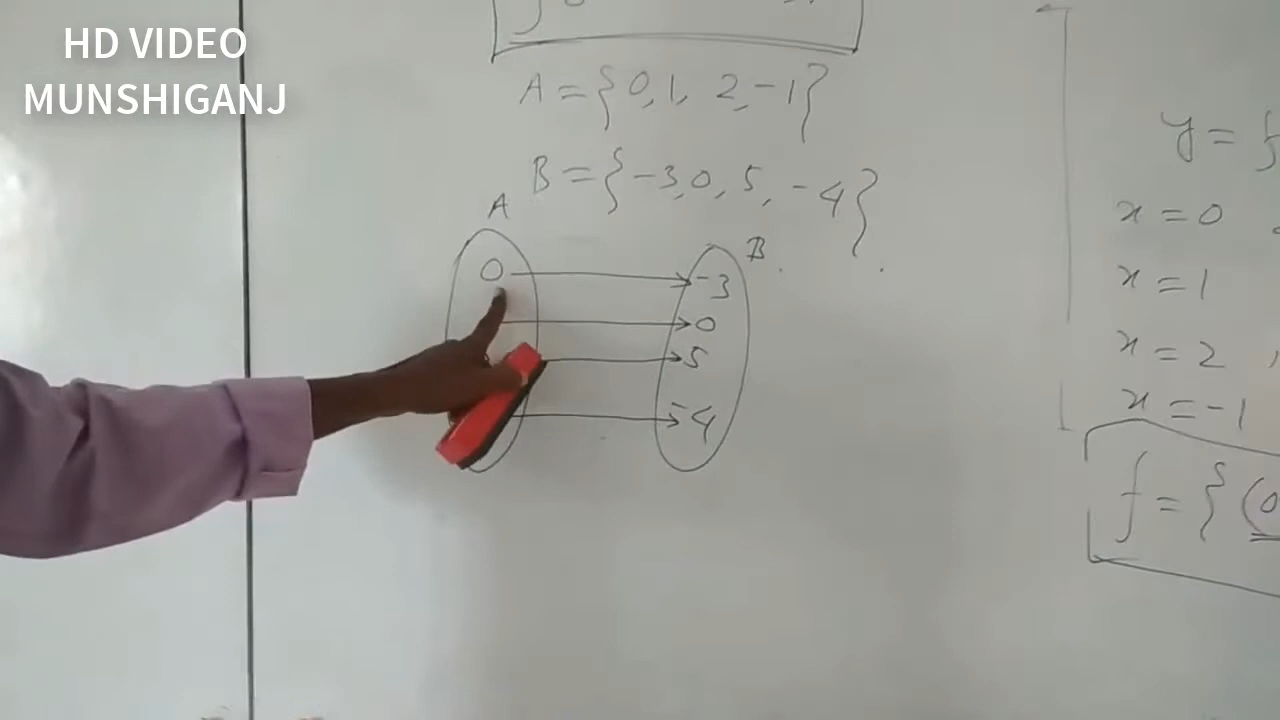 HD VIDEO
MUNSHIGANJ
A = {0, 1, 2, -1}
B = {-3, 0, 5, -4}
A
B
0
-3
0
5
-4
y = f
x = 0
x = 1
x = 2,
x = -1
f = { (0